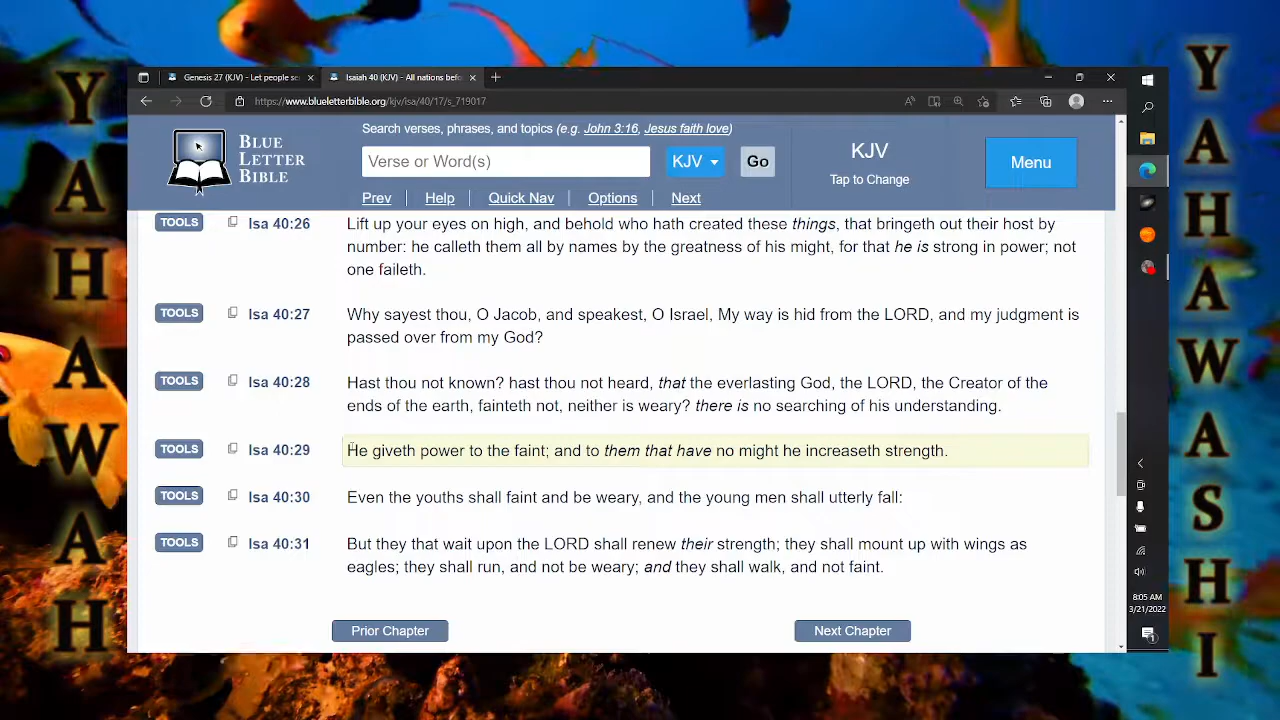 YAHAWAH
Genesis 27 (KJV) - Let people se
Isaiah 40 (KJV) - All nations befo
https://www.blueletterbible.org/kjv/isa/40/17/s_719017
BLUE
LETTER
BIBLE
Search verses, phrases, and topics (e.g. John 3:16, Jesus faith love)
Verse or Word(s)
KJV
Go
KJV
Tap to Change
Menu
Prev
Help
Quick Nav
Options
Next
TOOLS
Isa 40:26
Lift up your eyes on high, and behold who hath created these things, that bringeth out their host by
number: he calleth them all by names by the greatness of his might, for that he is strong in power; not
one faileth.
TOOLS
Isa 40:27
Why sayest thou, O Jacob, and speakest, O Israel, My way is hid from the LORD, and my judgment is
passed over from my God?
TOOLS
Isa 40:28
Hast thou not known? hast thou not heard, that the everlasting God, the LORD, the Creator of the
ends of the earth, fainteth not, neither is weary? there is no searching of his understanding.
TOOLS
Isa 40:29
He giveth power to the faint; and to them that have no might he increaseth strength.
TOOLS
Isa 40:30
Even the youths shall faint and be weary, and the young men shall utterly fall:
TOOLS
Isa 40:31
But they that wait upon the LORD shall renew their strength; they shall mount up with wings as
eagles; they shall run, and not be weary; and they shall walk, and not faint.
Prior Chapter
Next Chapter
8:05 AM
3/21/2022
YAHAWASHI